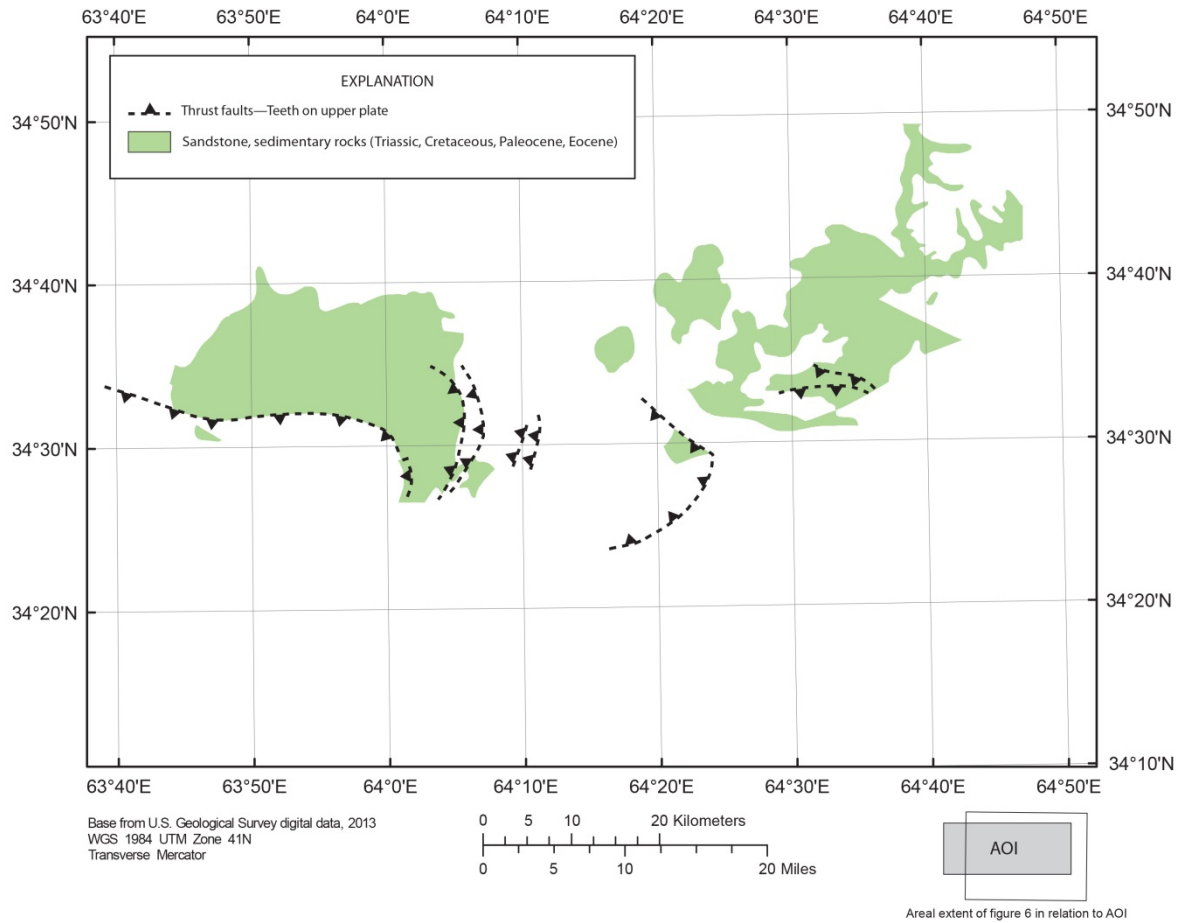 63°40'E 63°50'E 64°00'E 64°10'E 64°20'E 64°30'E 64°40'E 64°50'E
EXPLANATION
Thrust faults—Teeth on upper plate
Sandstone, sedimentary rocks (Triassic, Cretaceous, Paleocene, Eocene)
34°50'N 34°50'N
34°40'N 34°40'N
34°30'N 34°30'N
34°20'N 34°20'N
34°10'N
63°40'E 63°50'E 64°00'E 64°10'E 64°20'E 64°30'E 64°40'E 64°50'E
Base from U.S. Geological Survey digital data, 2013
WGS 1984 UTM Zone 41N
Transverse Mercator
0 5 10 20 Kilometers
0 5 10 20 Miles
AOI
Areal extent of figure 6 in relation to AOI